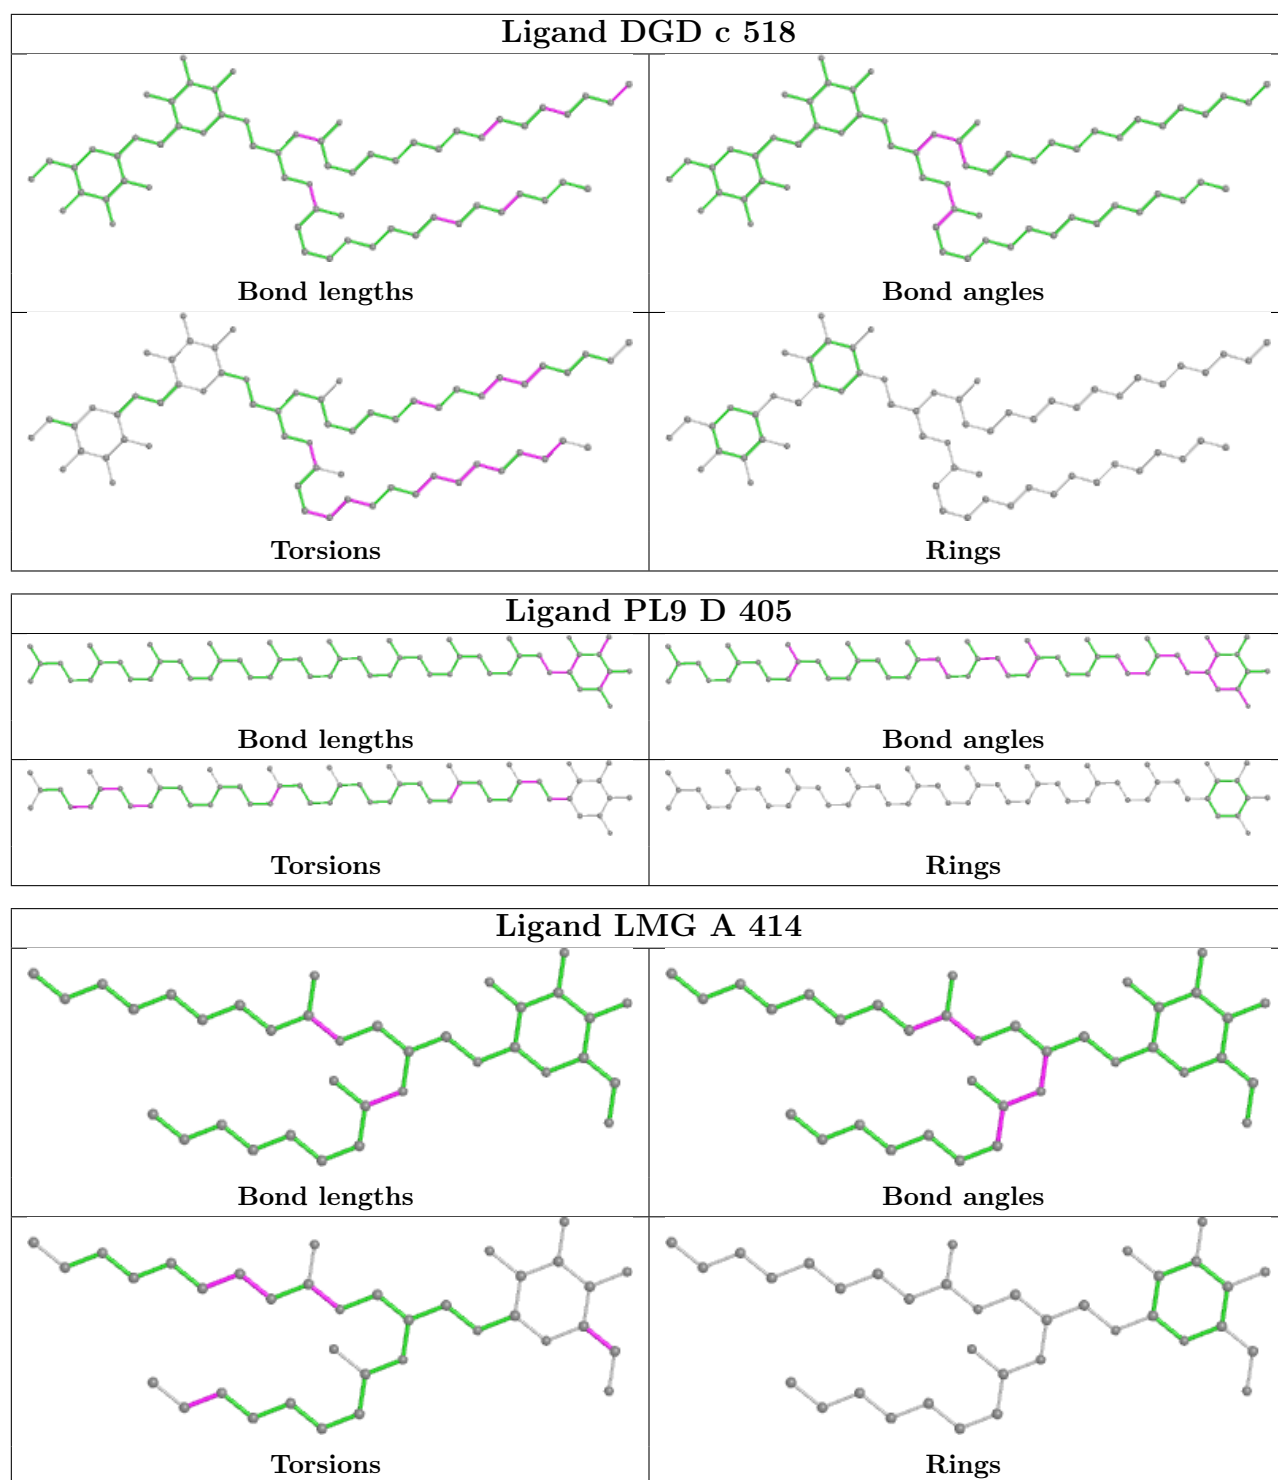 Ligand DGD c 518
Bond lengths
Bond angles
Torsions
Rings
Ligand PL9 D 405
Bond lengths
Bond angles
Torsions
Rings
Ligand LMG A 414
Bond lengths
Bond angles
Torsions
Rings